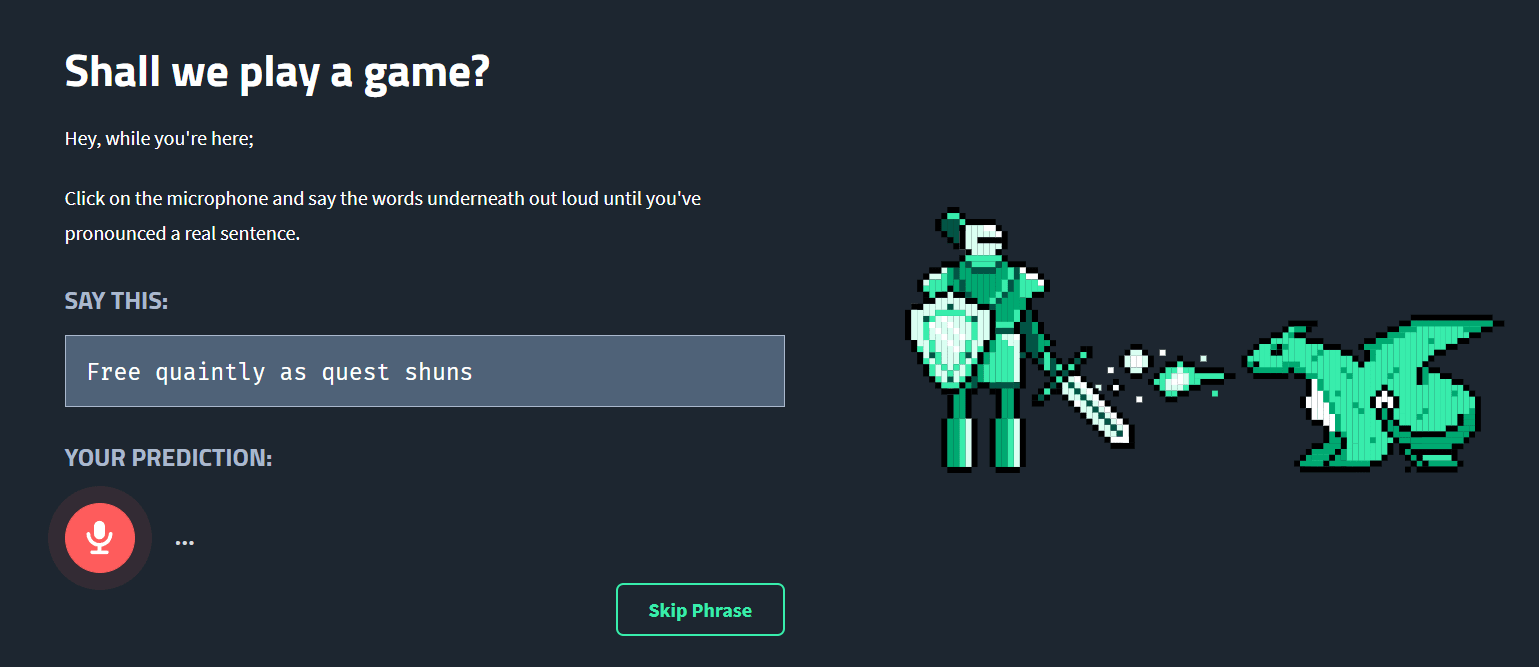 Shall we play a game?
Hey, while you're here;
Click on the microphone and say the words underneath out loud until you've
pronounced a real sentence.
SAY THIS:
Free quaintly as quest shuns
YOUR PREDICTION:
...
Skip Phrase